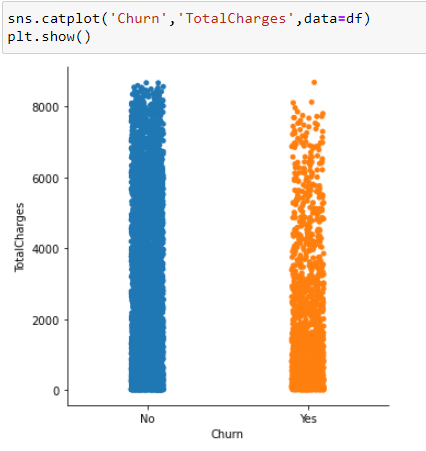 sns.catplot('Churn','TotalCharges',data=df)
plt.show()
8000
6000
4000
2000
0
TotalCharges
No Yes
Churn